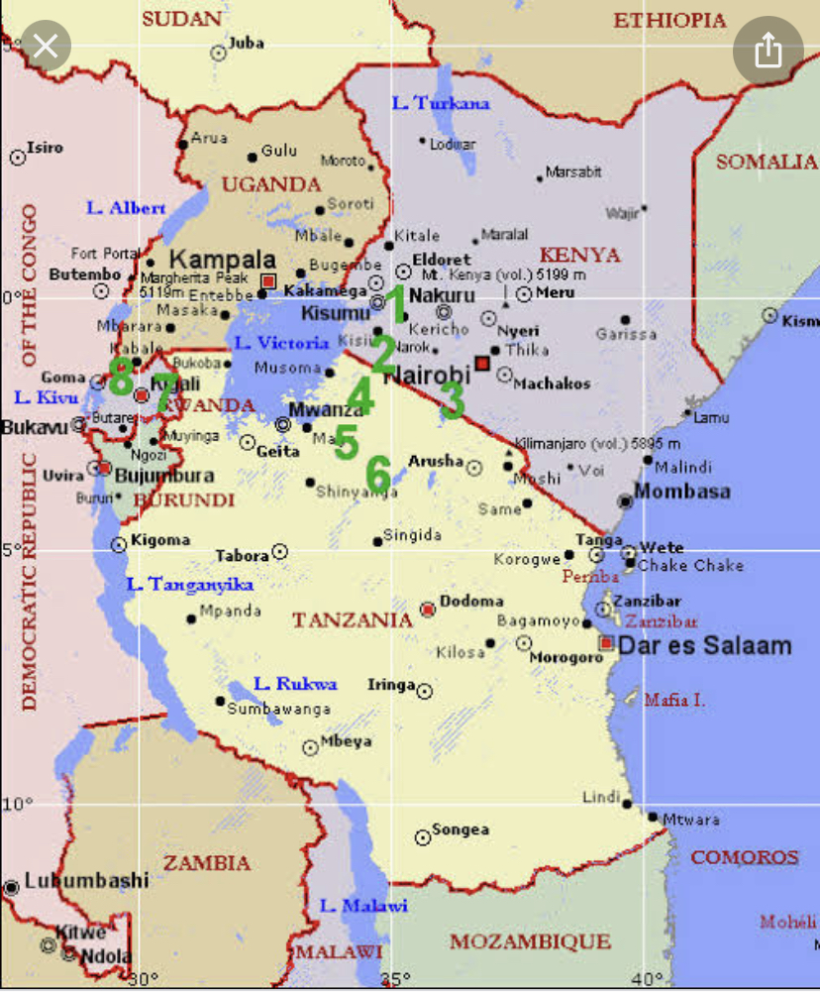 SUDAN
ETHIOPIA
5°
Juba
L. Turkana
Isiro
Arua
Gulu
Moroto
Lodwar
Marsabit
SOMALIA
UGANDA
L. Albert
Soroti
Wajir
Mbale
Kitale
Maralal
KENYA
Fort Portal
Kampala
Bugembe
Eldoret
Butembo
Margherita Peak
5119m
Entebbe
Kakamega
Mt. Kenya (vol.) 5199 m
Meru
0°
1
Nakuru
Masaka
Kisumu
Kericho
Nyeri
Garissa
Kism
Mbarara
OF THE CONGO
L. Victoria
Kisii
2
Narok
Thika
Kabale
Bukoba
Musoma
Nairobi
Machakos
Goma
8
Kigali
7
L. Kivu
RWANDA
4
3
Mwanza
Lamu
Bukavu
Butare
Muyinga
Ma
5
Geita
Kilimanjaro (vol.) 5895 m
Ngozi
Arusha
Moshi
Voi
Malindi
Uvira
Bujumbura
6
Shinyanga
Mombasa
Bururi
BURUNDI
Same
Kigoma
Tabora
Singida
Tanga
Wete
5°
Korogwe
Chake Chake
Pemba
L. Tanganyika
DEMOCRATIC REPUBLIC
Mpanda
TANZANIA
Dodoma
Zanzibar
Bagamoyo
Zanzibar
Kilosa
Morogoro
Dar es Salaam
L. Rukwa
Iringa
Mafia I.
Sumbawanga
Mbeya
Lindi
10°
Mtwara
Songea
ZAMBIA
COMOROS
Lubumbashi
L. Malawi
Mohéli
Kitwe
Ndola
MALAWI
MOZAMBIQUE
M
30°
35°
40°